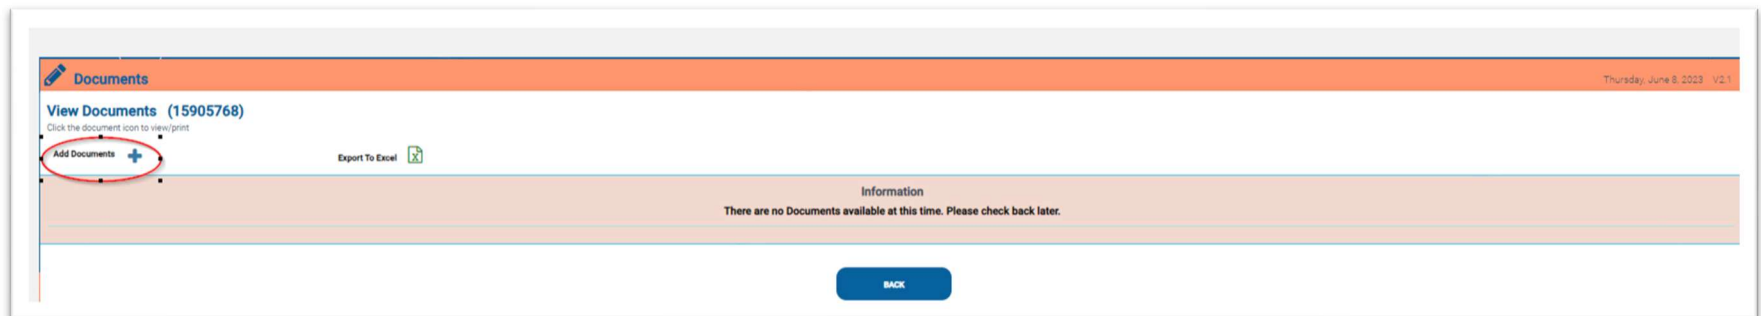 Documents
Thursday, June 8, 2023 V2.1
View Documents (15905768)
Click the document icon to view/print
Add Documents
Export To Excel
Information
There are no Documents available at this time. Please check back later.
BACK